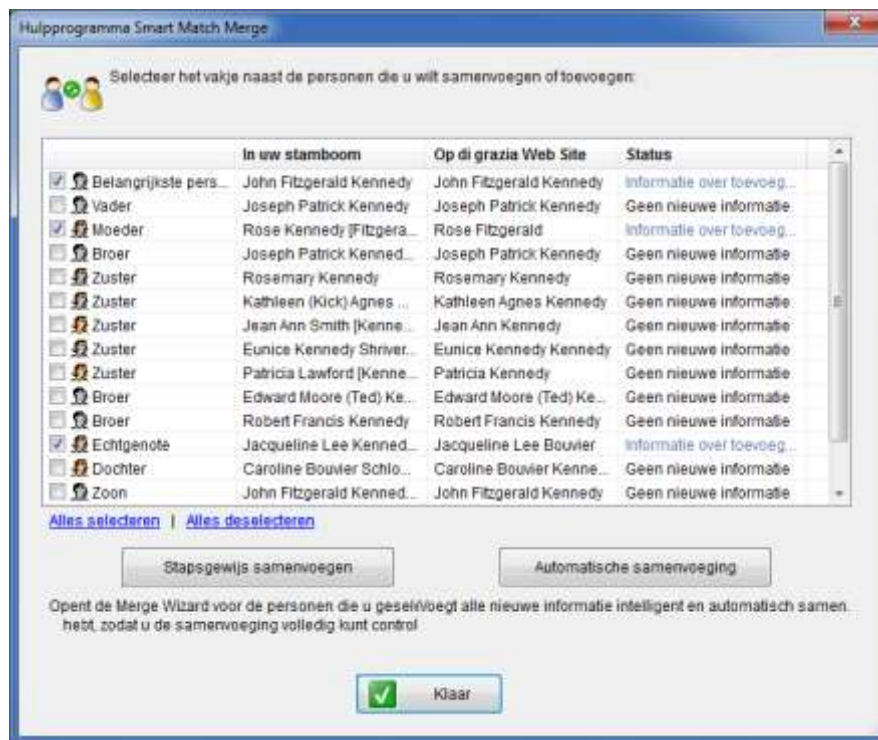 Hulpprogramma Smart Match Merge
Selecteer het vakje naast de personen die u wilt samenvoegen of toevoegen:
In uw stamboom Op di grazia Web Site Status
Belangrijkste pers... John Fitzgerald Kennedy John Fitzgerald Kennedy Informatie over toevoeg...
Vader Joseph Patrick Kennedy Joseph Patrick Kennedy Geen nieuwe informatie
Moeder Rose Kennedy [Fitzgera... Rose Fitzgerald Informatie over toevoeg...
Broer Joseph Patrick Kenned... Joseph Patrick Kennedy Geen nieuwe informatie
Zuster Rosemary Kennedy Rosemary Kennedy Geen nieuwe informatie
Zuster Kathleen (Kick) Agnes ... Kathleen Agnes Kennedy Geen nieuwe informatie
Zuster Jean Ann Smith [Kenne... Jean Ann Kennedy Geen nieuwe informatie
Zuster Eunice Kennedy Shriver... Eunice Kennedy Kennedy Geen nieuwe informatie
Zuster Patricia Lawford [Kenne... Patricia Kennedy Geen nieuwe informatie
Broer Edward Moore (Ted) Ke... Edward Moore (Ted) Ke... Geen nieuwe informatie
Broer Robert Francis Kennedy Robert Francis Kennedy Geen nieuwe informatie
Echtgenote Jacqueline Lee Kenned... Jacqueline Lee Bouvier Informatie over toevoeg...
Dochter Caroline Bouvier Schlo... Caroline Bouvier Kenne... Geen nieuwe informatie
Zoon John Fitzgerald Kenned... John Fitzgerald Kennedy Geen nieuwe informatie
Alles selecteren | Alles deselecteren
Stapsgewijs samenvoegen Automatische samenvoeging
Opent de Merge Wizard voor de personen die u gesel Voegt alle nieuwe informatie intelligent en automatisch samen.
hebt, zodat u de samenvoeging volledig kunt control
Klaar